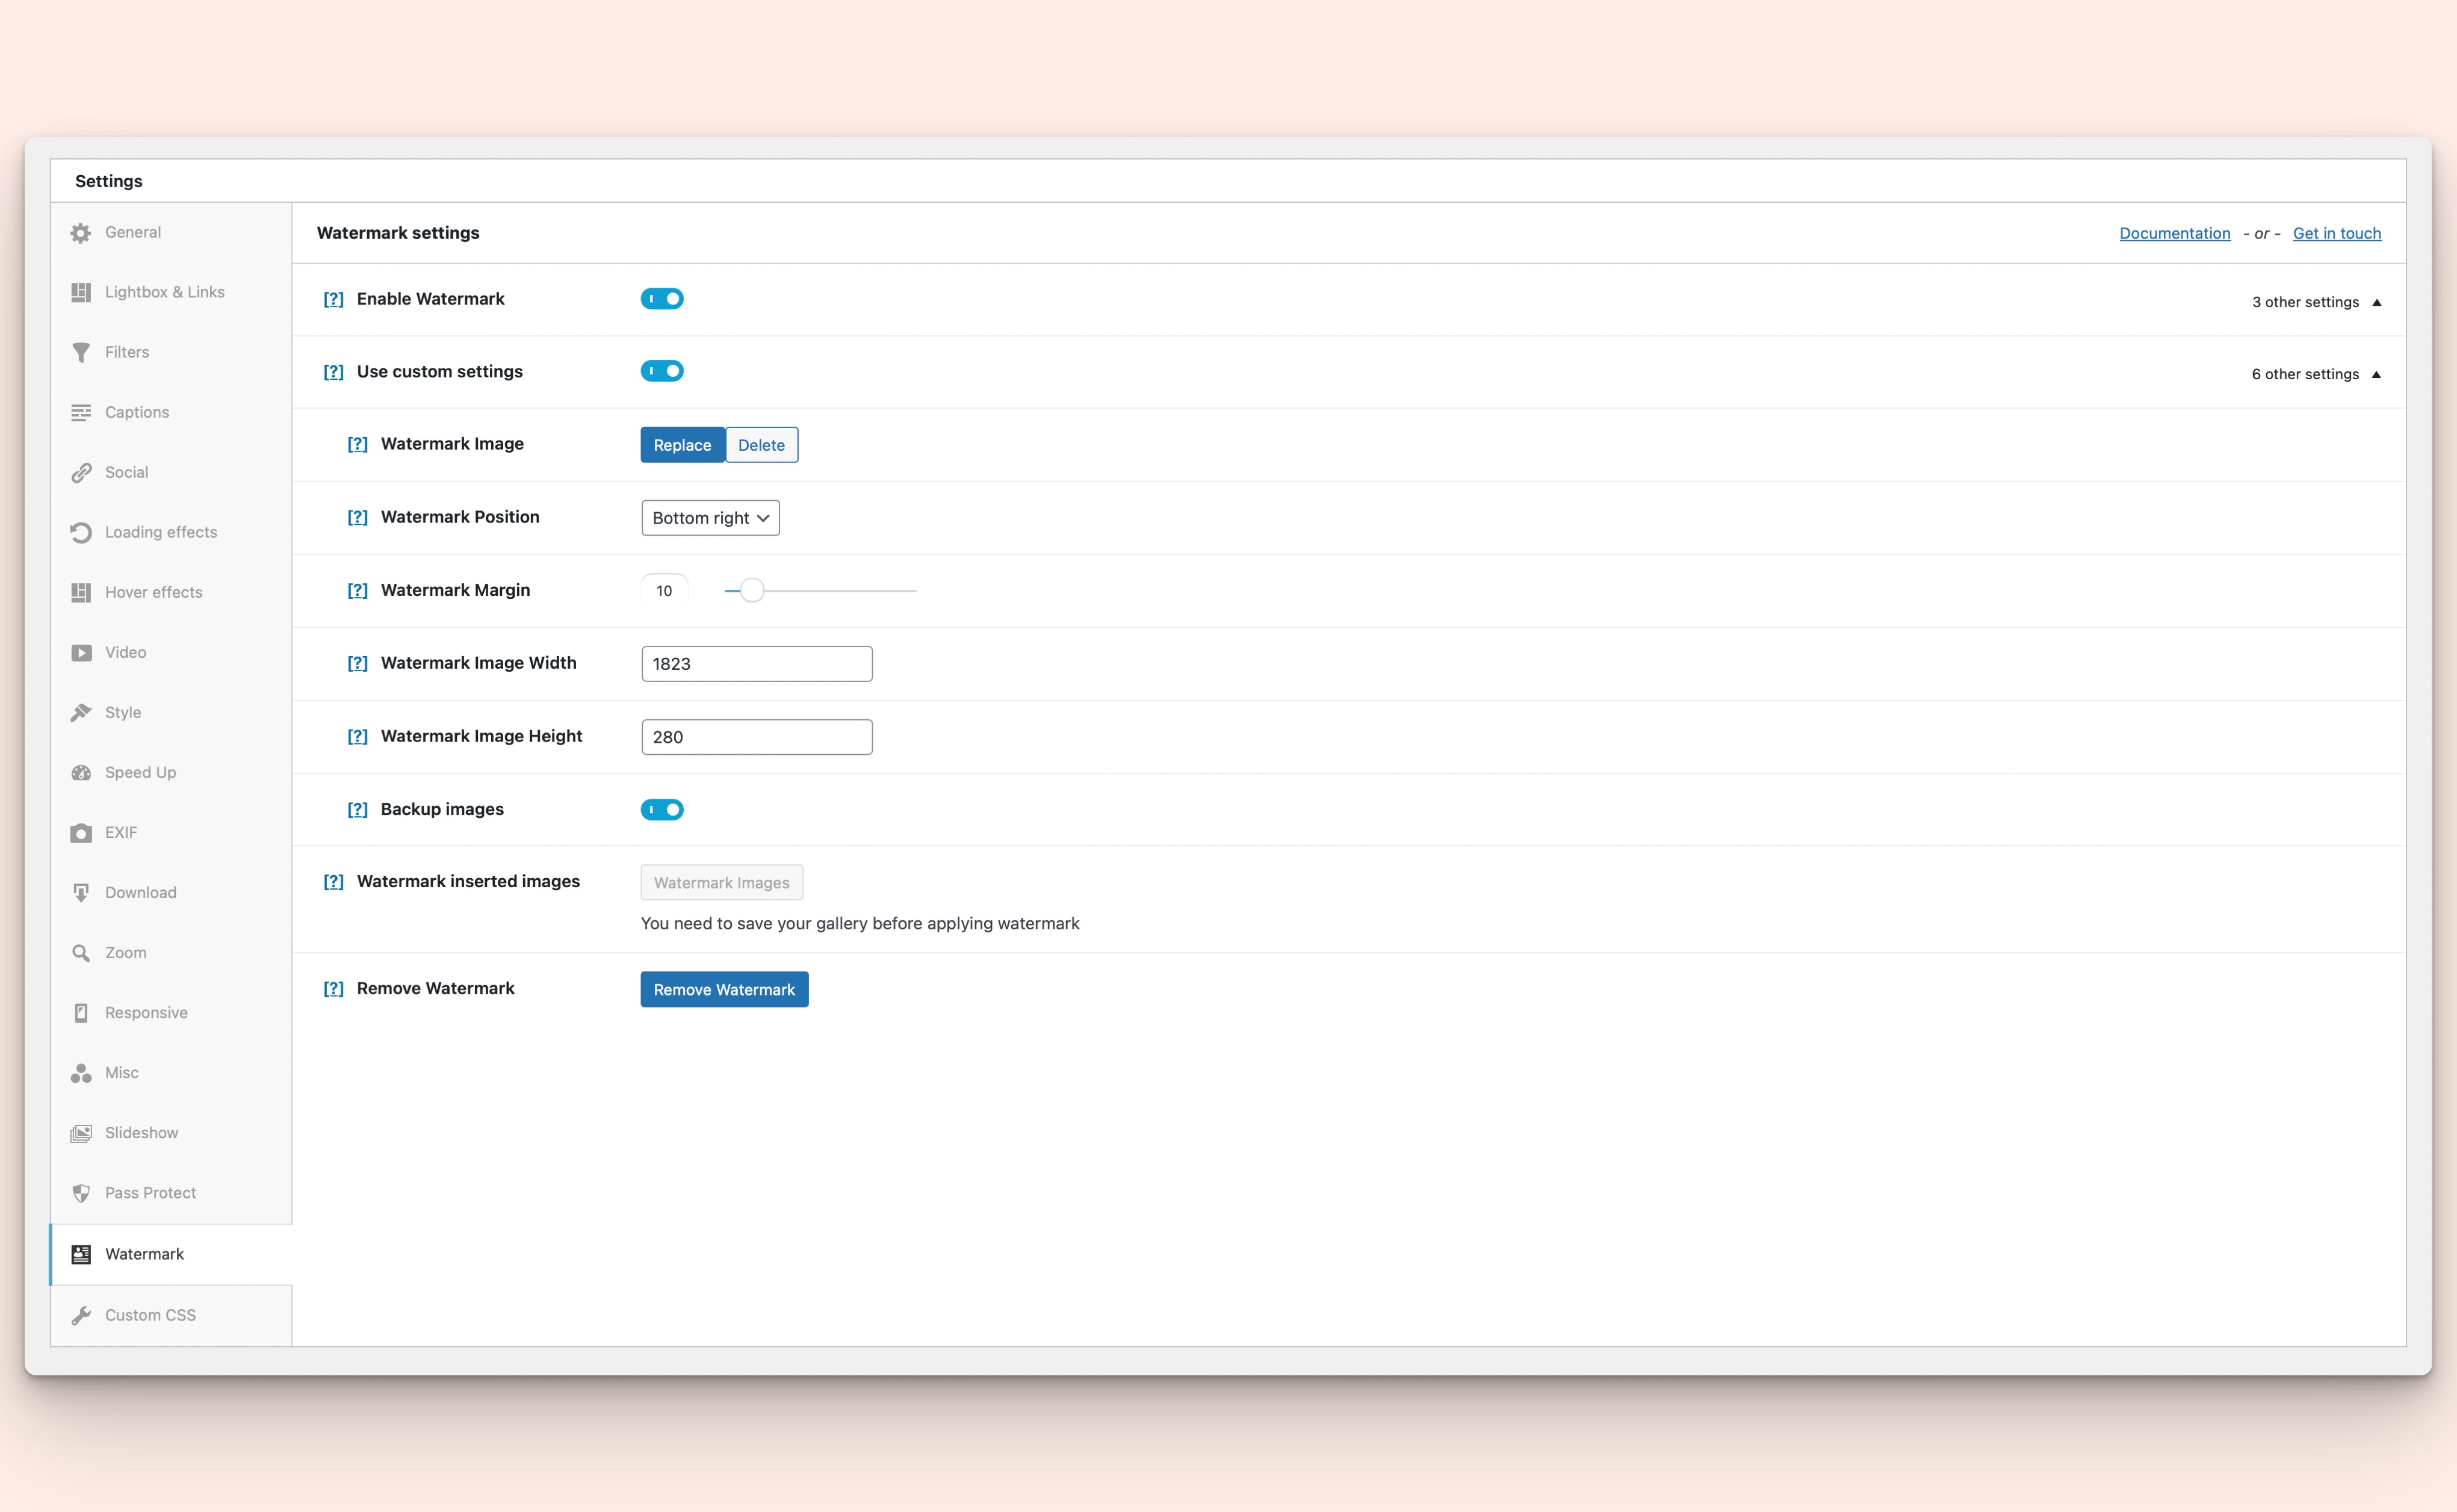 Settings
General
Lightbox & Links
Filters
Captions
Social
Loading effects
Hover effects
Video
Style
Speed Up
EXIF
Download
Zoom
Responsive
Misc
Slideshow
Pass Protect
Watermark
Custom CSS
Watermark settings
Documentation - or - Get in touch
[?] Enable Watermark 3 other settings ▲
[?] Use custom settings 6 other settings ▲
[?] Watermark Image Replace Delete
[?] Watermark Position Bottom right
[?] Watermark Margin 10
[?] Watermark Image Width 1823
[?] Watermark Image Height 280
[?] Backup images
[?] Watermark inserted images Watermark Images
You need to save your gallery before applying watermark
[?] Remove Watermark Remove Watermark